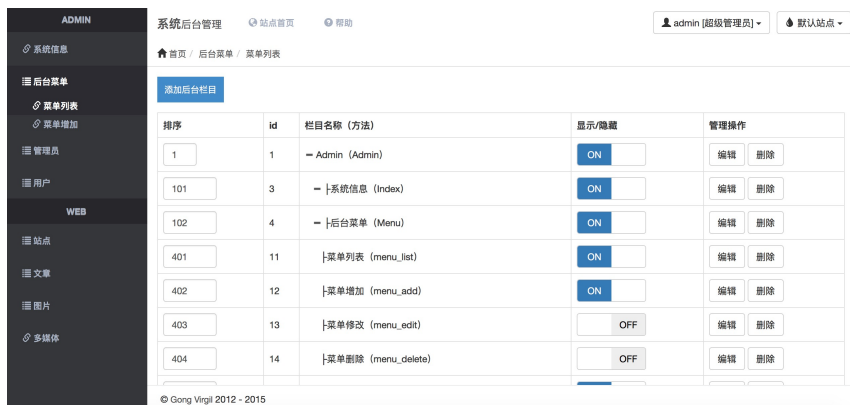 ADMIN
系统信息
后台菜单
菜单列表
菜单增加
管理员
用户
WEB
站点
文章
图片
多媒体
系统后台管理 站点首页 帮助 admin [超级管理员] 默认站点
首页 / 后台菜单 / 菜单列表
添加后台栏目
排序 id 栏目名称（方法） 显示/隐藏 管理操作
1 1 － Admin（Admin） ON 编辑 删除
101 3 － ├系统信息（Index） ON 编辑 删除
102 4 － ├后台菜单（Menu） ON 编辑 删除
401 11 ├菜单列表（menu_list） ON 编辑 删除
402 12 ├菜单增加（menu_add） ON 编辑 删除
403 13 ├菜单修改（menu_edit） OFF 编辑 删除
404 14 ├菜单删除（menu_delete） OFF 编辑 删除
© Gong Virgil 2012 - 2015